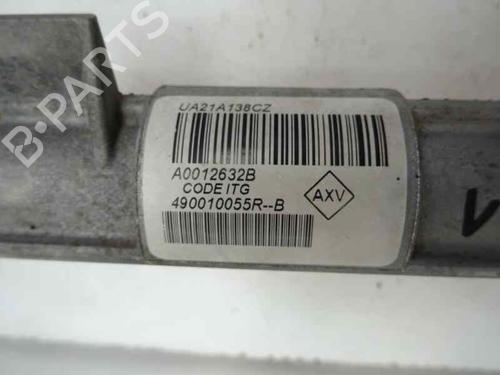 UA21A138CZ
A0012632B
CODE ITG
490010055R--B
AXV
B-PARTS